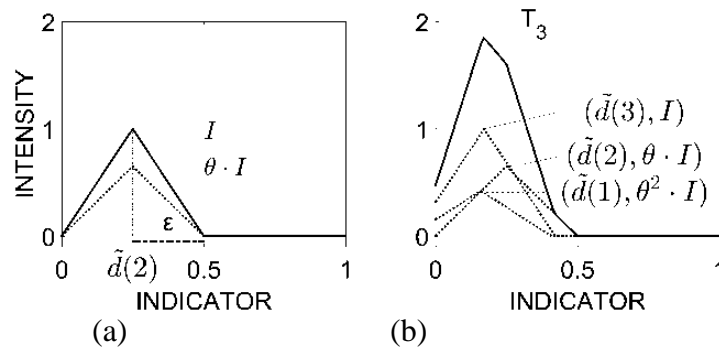 2
1
0
INTENSITY
I
θ · I
ε
0
0.5
1
d̃(2)
INDICATOR
(a)
2
1
0
T₃
(d̃(3), I)
(d̃(2), θ · I)
(d̃(1), θ² · I)
0
0.5
1
INDICATOR
(b)